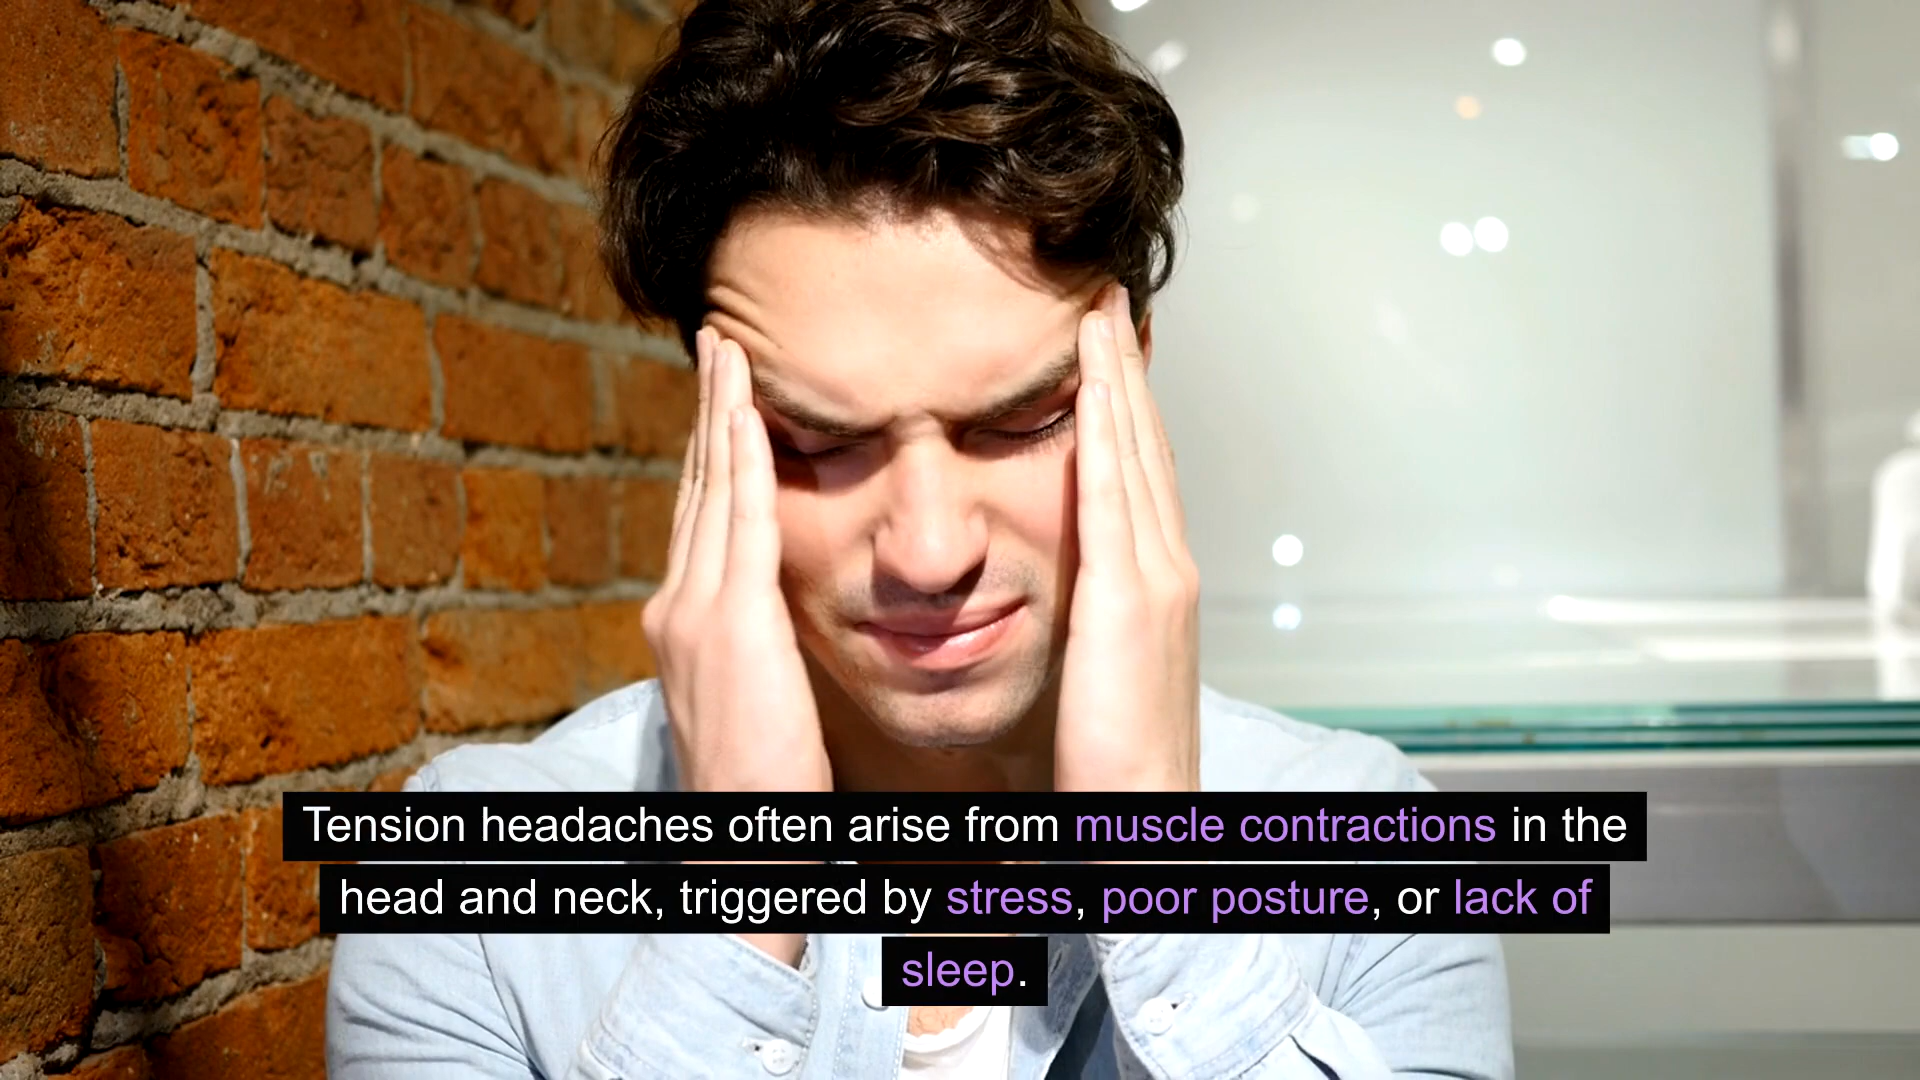 Tension headaches often arise from muscle contractions in the
head and neck, triggered by stress, poor posture, or lack of
sleep.